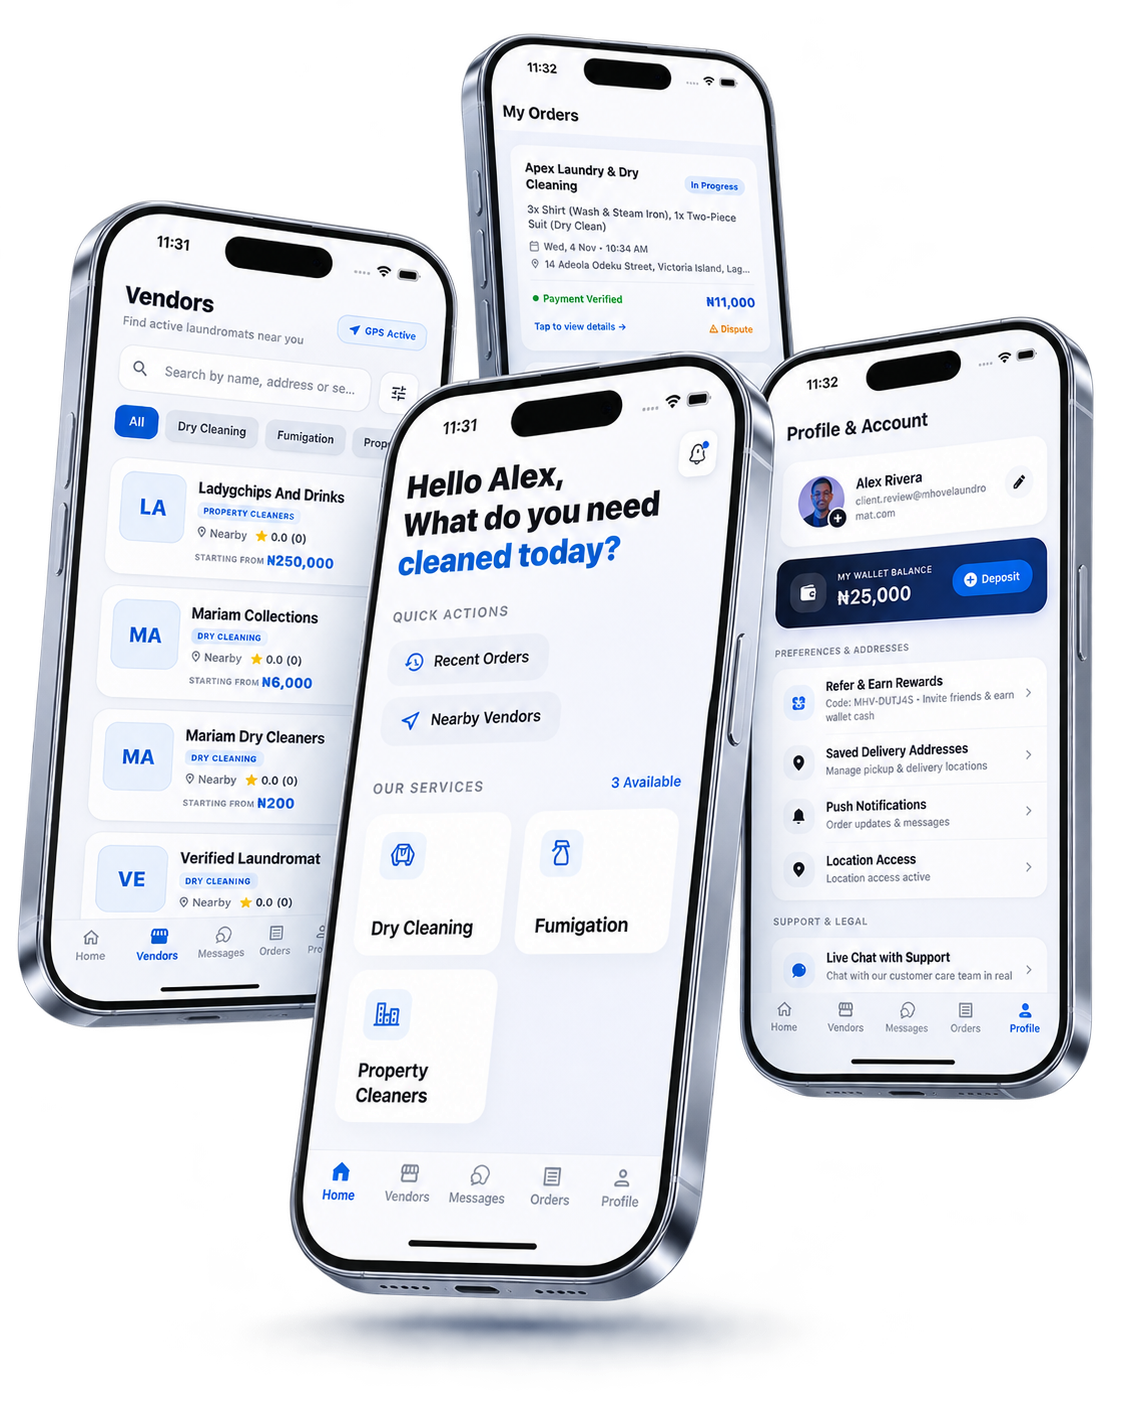 11:32
My Orders
Apex Laundry & Dry
Cleaning
In Progress
3x Shirt (Wash & Steam Iron), 1x Two-Piece
Suit (Dry Clean)
Wed, 4 Nov • 10:34 AM
14 Adeola Odeku Street, Victoria Island, Lag...
Payment Verified
₦11,000
Tap to view details →
Dispute
11:31
Vendors
Find active laundromats near you
GPS Active
Search by name, address or se...
All
Dry Cleaning
Fumigation
Prop
LA
Ladygchips And Drinks
PROPERTY CLEANERS
Nearby 0.0 (0)
STARTING FROM ₦250,000
MA
Mariam Collections
DRY CLEANING
Nearby 0.0 (0)
STARTING FROM ₦6,000
MA
Mariam Dry Cleaners
DRY CLEANING
Nearby 0.0 (0)
STARTING FROM ₦200
VE
Verified Laundromat
DRY CLEANING
Nearby 0.0 (0)
Home
Vendors
Messages
Orders
Pro
11:31
Hello Alex,
What do you need
cleaned today?
QUICK ACTIONS
Recent Orders
Nearby Vendors
OUR SERVICES
3 Available
Dry Cleaning
Fumigation
Property
Cleaners
Home
Vendors
Messages
Orders
Profile
11:32
Profile & Account
Alex Rivera
client.review@mhovelaundro
mat.com
MY WALLET BALANCE
₦25,000
Deposit
PREFERENCES & ADDRESSES
Refer & Earn Rewards
Code: MHV-DUTJ4S • Invite friends & earn
wallet cash
Saved Delivery Addresses
Manage pickup & delivery locations
Push Notifications
Order updates & messages
Location Access
Location access active
SUPPORT & LEGAL
Live Chat with Support
Chat with our customer care team in real
Home
Vendors
Messages
Orders
Profile